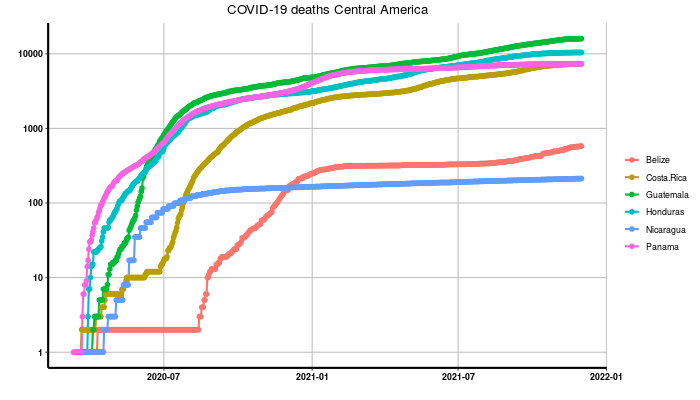 COVID-19 deaths Central America
10000
1000
100
10
1
2020-07
2021-01
2021-07
2022-01
Belize
Costa.Rica
Guatemala
Honduras
Nicaragua
Panama